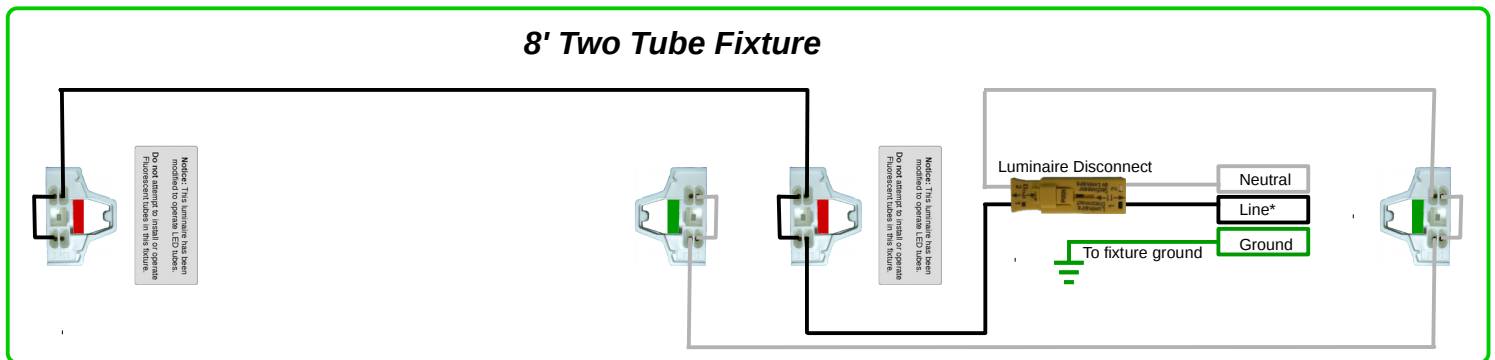 8' Two Tube Fixture
Notice: This luminaire has been
modified to operate LED tubes.
Do not attempt to install or operate
Fluorescent tubes in this fixture.
Notice: This luminaire has been
modified to operate LED tubes.
Do not attempt to install or operate
Fluorescent tubes in this fixture.
Luminaire Disconnect
Neutral
Line*
Ground
To fixture ground
Luminaire
Disconnect